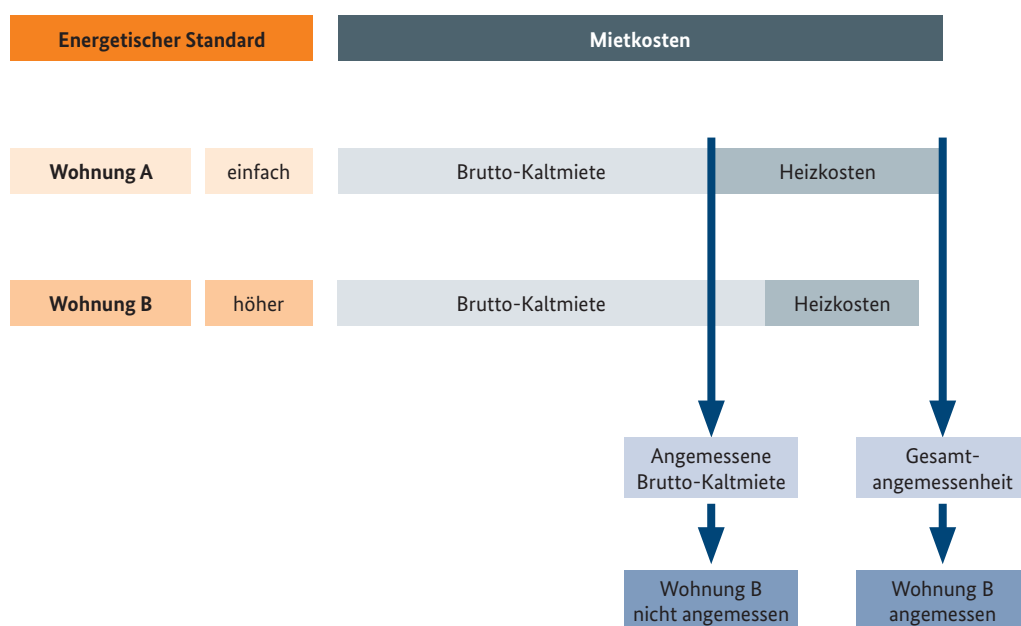 Energetischer Standard
Mietkosten
Wohnung A
einfach
Brutto-Kaltmiete
Heizkosten
Wohnung B
höher
Brutto-Kaltmiete
Heizkosten
Angemessene
Brutto-Kaltmiete
Gesamt-
angemessenheit
Wohnung B
nicht angemessen
Wohnung B
angemessen